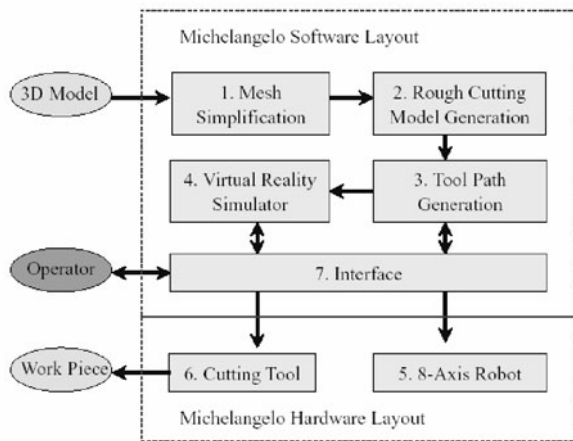 Michelangelo Software Layout
3D Model
1. Mesh
Simplification
2. Rough Cutting
Model Generation
4. Virtual Reality
Simulator
3. Tool Path
Generation
Operator
7. Interface
Work Piece
6. Cutting Tool
5. 8-Axis Robot
Michelangelo Hardware Layout